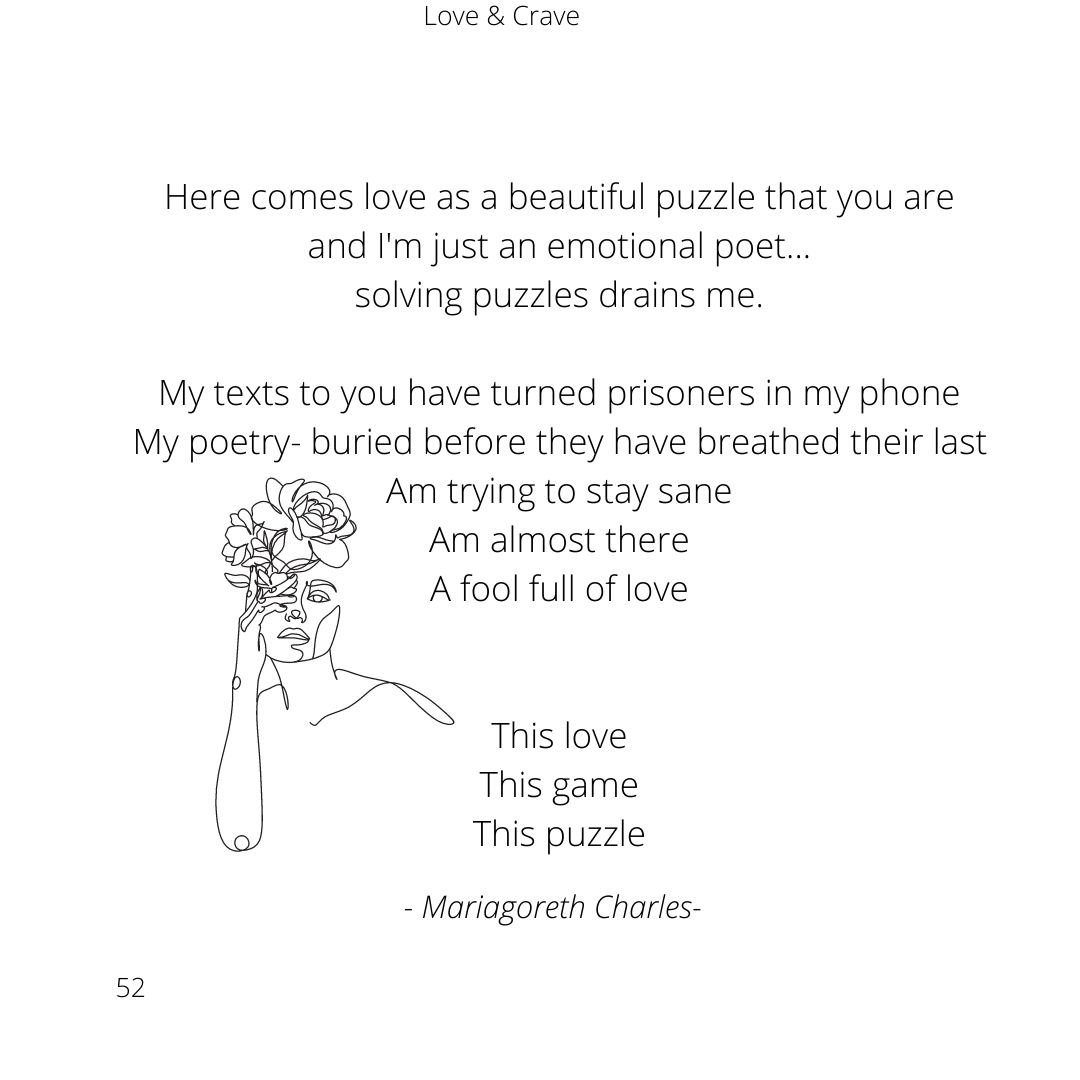 Love & Crave
Here comes love as a beautiful puzzle that you are
and I'm just an emotional poet...
solving puzzles drains me.
My texts to you have turned prisoners in my phone
My poetry- buried before they have breathed their last
Am trying to stay sane
Am almost there
A fool full of love
This love
This game
This puzzle
- Mariagoreth Charles-
52